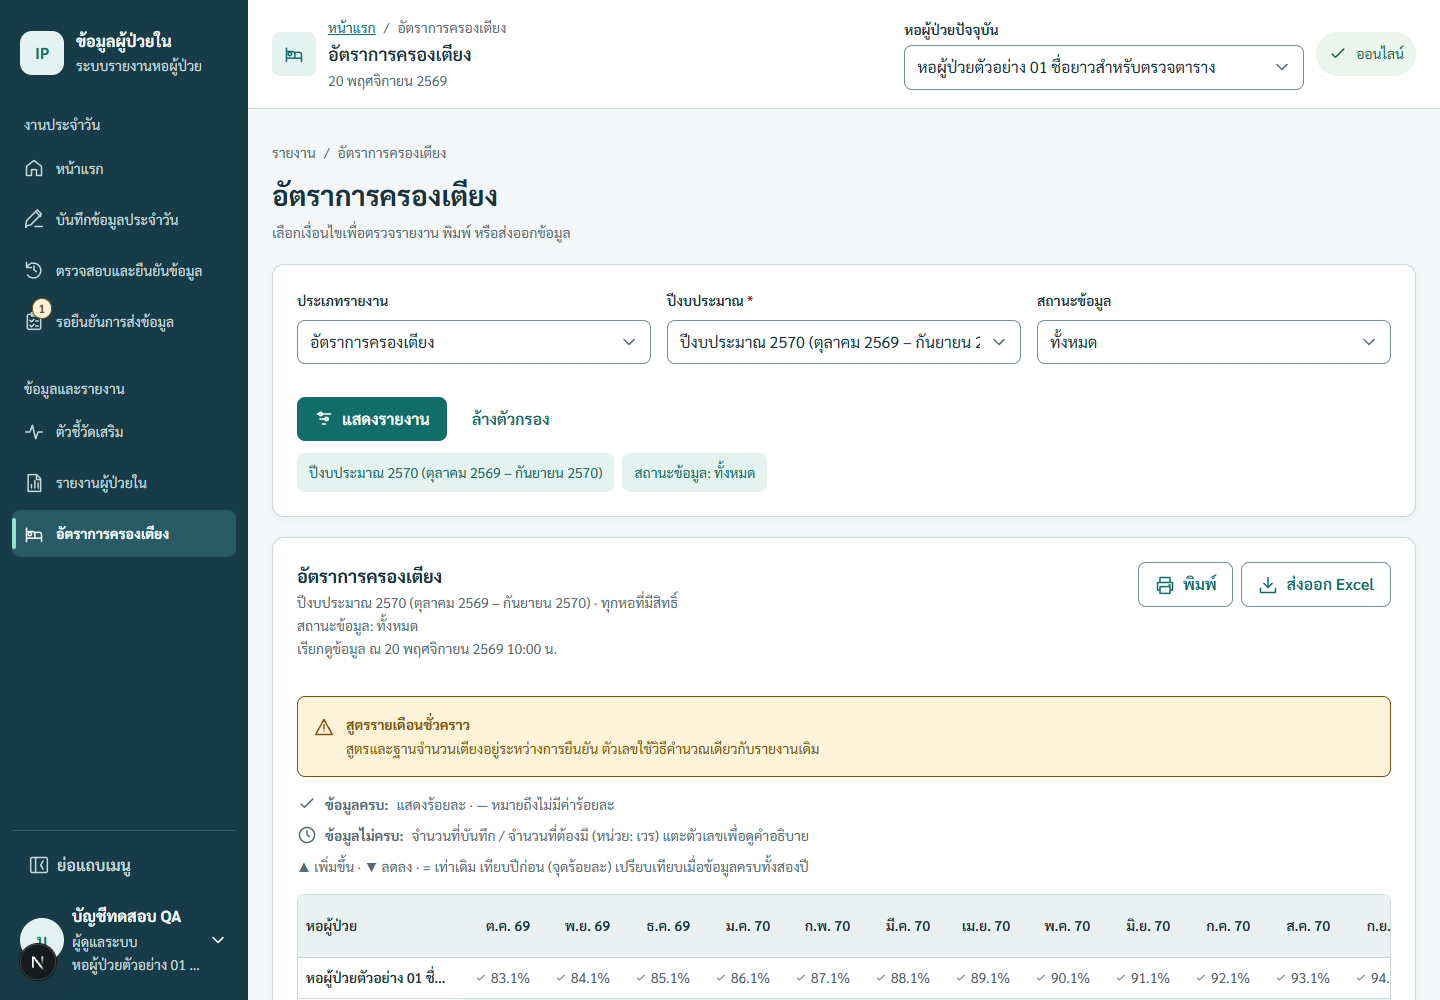 IP
ข้อมูลผู้ป่วยใน
ระบบรายงานหอผู้ป่วย
งานประจำวัน
หน้าแรก
บันทึกข้อมูลประจำวัน
ตรวจสอบและยืนยันข้อมูล
1
รอยืนยันการส่งข้อมูล
ข้อมูลและรายงาน
ตัวชี้วัดเสริม
รายงานผู้ป่วยใน
อัตราการครองเตียง
ย่อแถบเมนู
บัญชีทดสอบ QA
ผู้ดูแลระบบ
หอผู้ป่วยตัวอย่าง 01 ...
N
หน้าแรก / อัตราการครองเตียง
อัตราการครองเตียง
20 พฤศจิกายน 2569
หอผู้ป่วยปัจจุบัน
หอผู้ป่วยตัวอย่าง 01 ชื่อยาวสำหรับตรวจตาราง
ออนไลน์
รายงาน / อัตราการครองเตียง
อัตราการครองเตียง
เลือกเงื่อนไขเพื่อตรวจรายงาน พิมพ์ หรือส่งออกข้อมูล
ประเภทรายงาน ปีงบประมาณ * สถานะข้อมูล
อัตราการครองเตียง ปีงบประมาณ 2570 (ตุลาคม 2569 – กันยายน ทั้งหมด
แสดงรายงาน ล้างตัวกรอง
ปีงบประมาณ 2570 (ตุลาคม 2569 – กันยายน 2570) สถานะข้อมูล: ทั้งหมด
อัตราการครองเตียง
ปีงบประมาณ 2570 (ตุลาคม 2569 – กันยายน 2570) · ทุกหอที่มีสิทธิ์
สถานะข้อมูล: ทั้งหมด
เรียกดูข้อมูล ณ 20 พฤศจิกายน 2569 10:00 น.
พิมพ์ ส่งออก Excel
สูตรรายเดือนชั่วคราว
สูตรและฐานจำนวนเตียงอยู่ระหว่างการยืนยัน ตัวเลขใช้วิธีคำนวณเดียวกับรายงานเดิม
✓ ข้อมูลครบ: แสดงร้อยละ · — หมายถึงไม่มีค่าร้อยละ
ข้อมูลไม่ครบ: จำนวนที่บันทึก / จำนวนที่ต้องมี (หน่วย: เวร) แตะตัวเลขเพื่อดูคำอธิบาย
▲ เพิ่มขึ้น · ▼ ลดลง · = เท่าเดิม เทียบปีก่อน (จุดร้อยละ) เปรียบเทียบเมื่อข้อมูลครบทั้งสองปี
หอผู้ป่วย ต.ค. 69 พ.ย. 69 ธ.ค. 69 ม.ค. 70 ก.พ. 70 มี.ค. 70 เม.ย. 70 พ.ค. 70 มิ.ย. 70 ก.ค. 70 ส.ค. 70 ก.ย.
หอผู้ป่วยตัวอย่าง 01 ชื่... ✓ 83.1% ✓ 84.1% ✓ 85.1% ✓ 86.1% ✓ 87.1% ✓ 88.1% ✓ 89.1% ✓ 90.1% ✓ 91.1% ✓ 92.1% ✓ 93.1% ✓ 94.